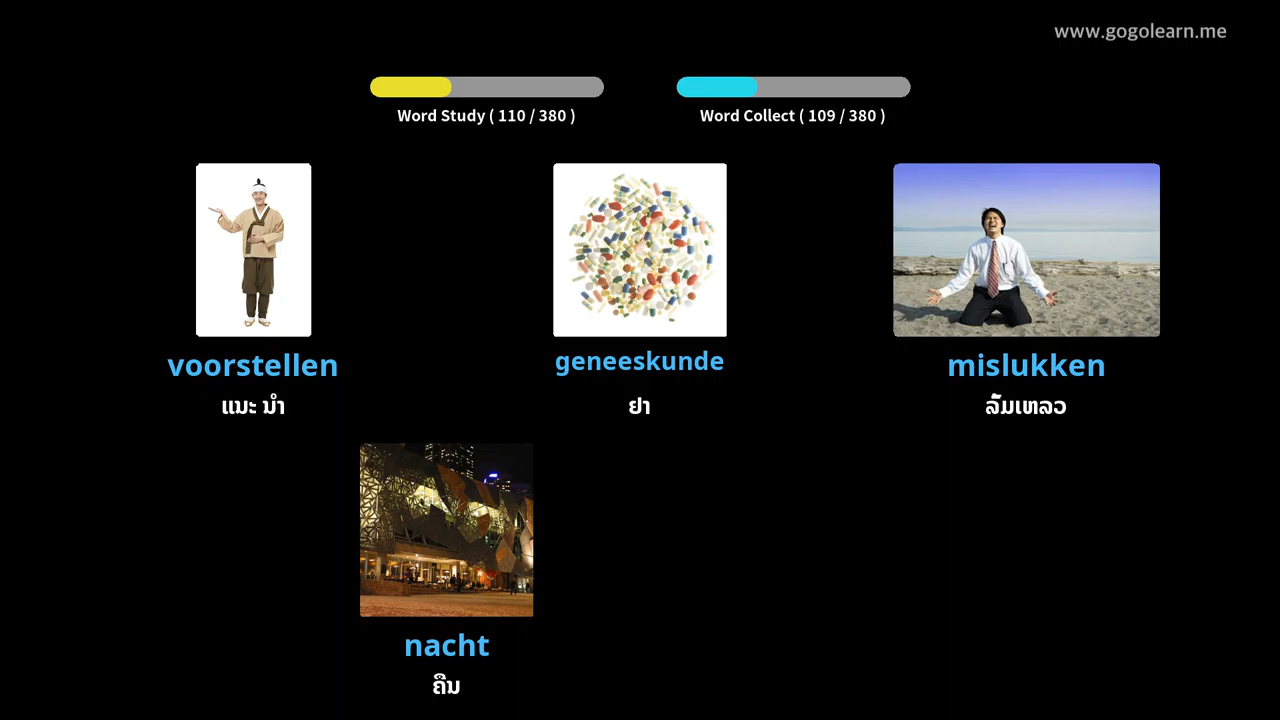 www.gogolearn.me
Word Study ( 110 / 380 )
Word Collect ( 109 / 380 )
voorstellen
geneeskunde
mislukken
ແນະ ນຳ
ຢາ
ລົ້ມເຫລວ
nacht
ຄືນ